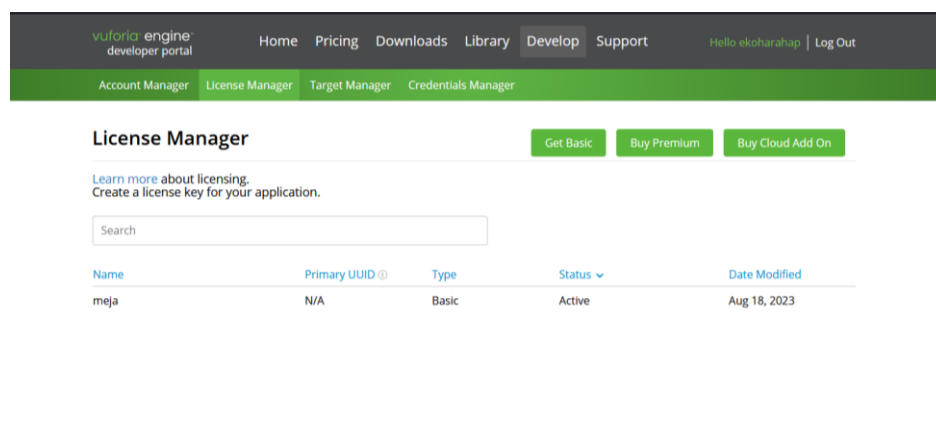 vuforia engine
developer portal
Home Pricing Downloads Library Develop Support
Hello ekoharahap | Log Out
Account Manager License Manager Target Manager Credentials Manager
License Manager
Get Basic Buy Premium Buy Cloud Add On
Learn more about licensing.
Create a license key for your application.
Search
Name Primary UUID Type Status Date Modified
meja N/A Basic Active Aug 18, 2023